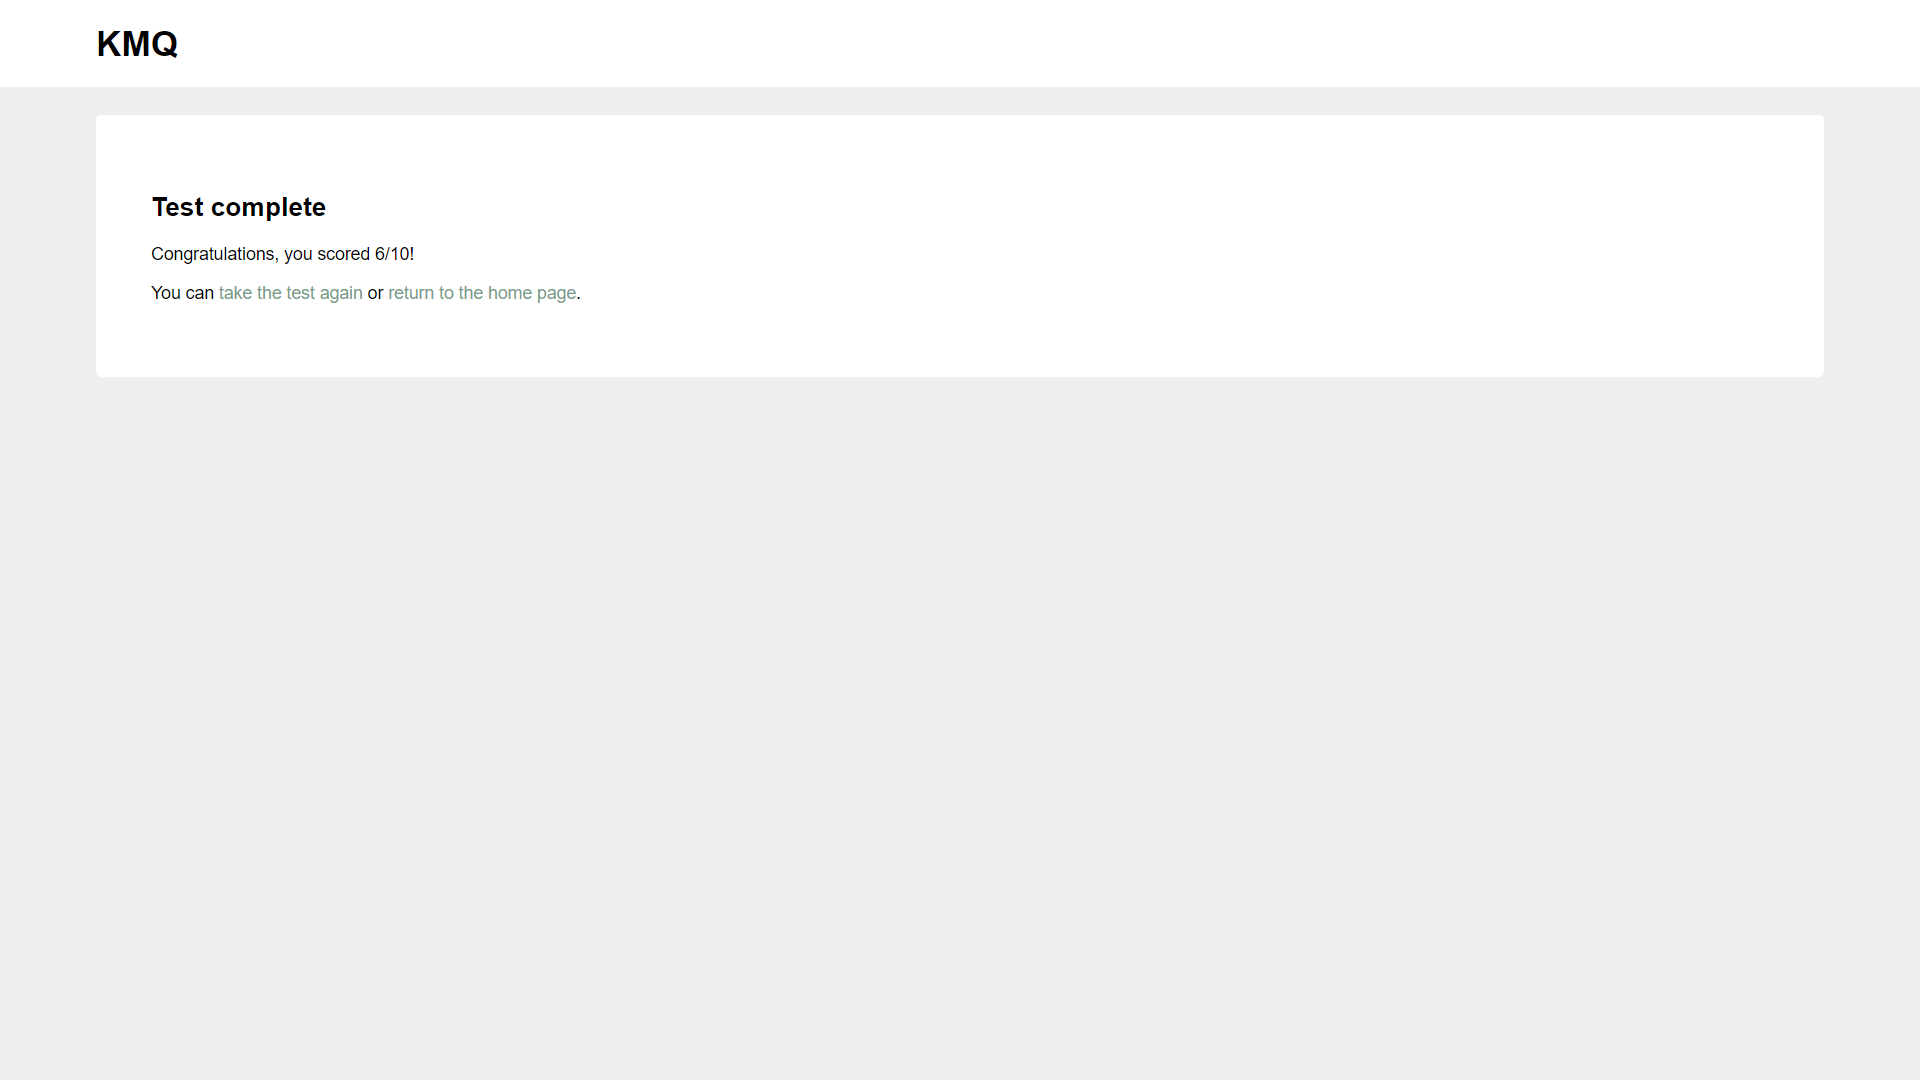 KMQ
Test complete
Congratulations, you scored 6/10!
You can take the test again or return to the home page.